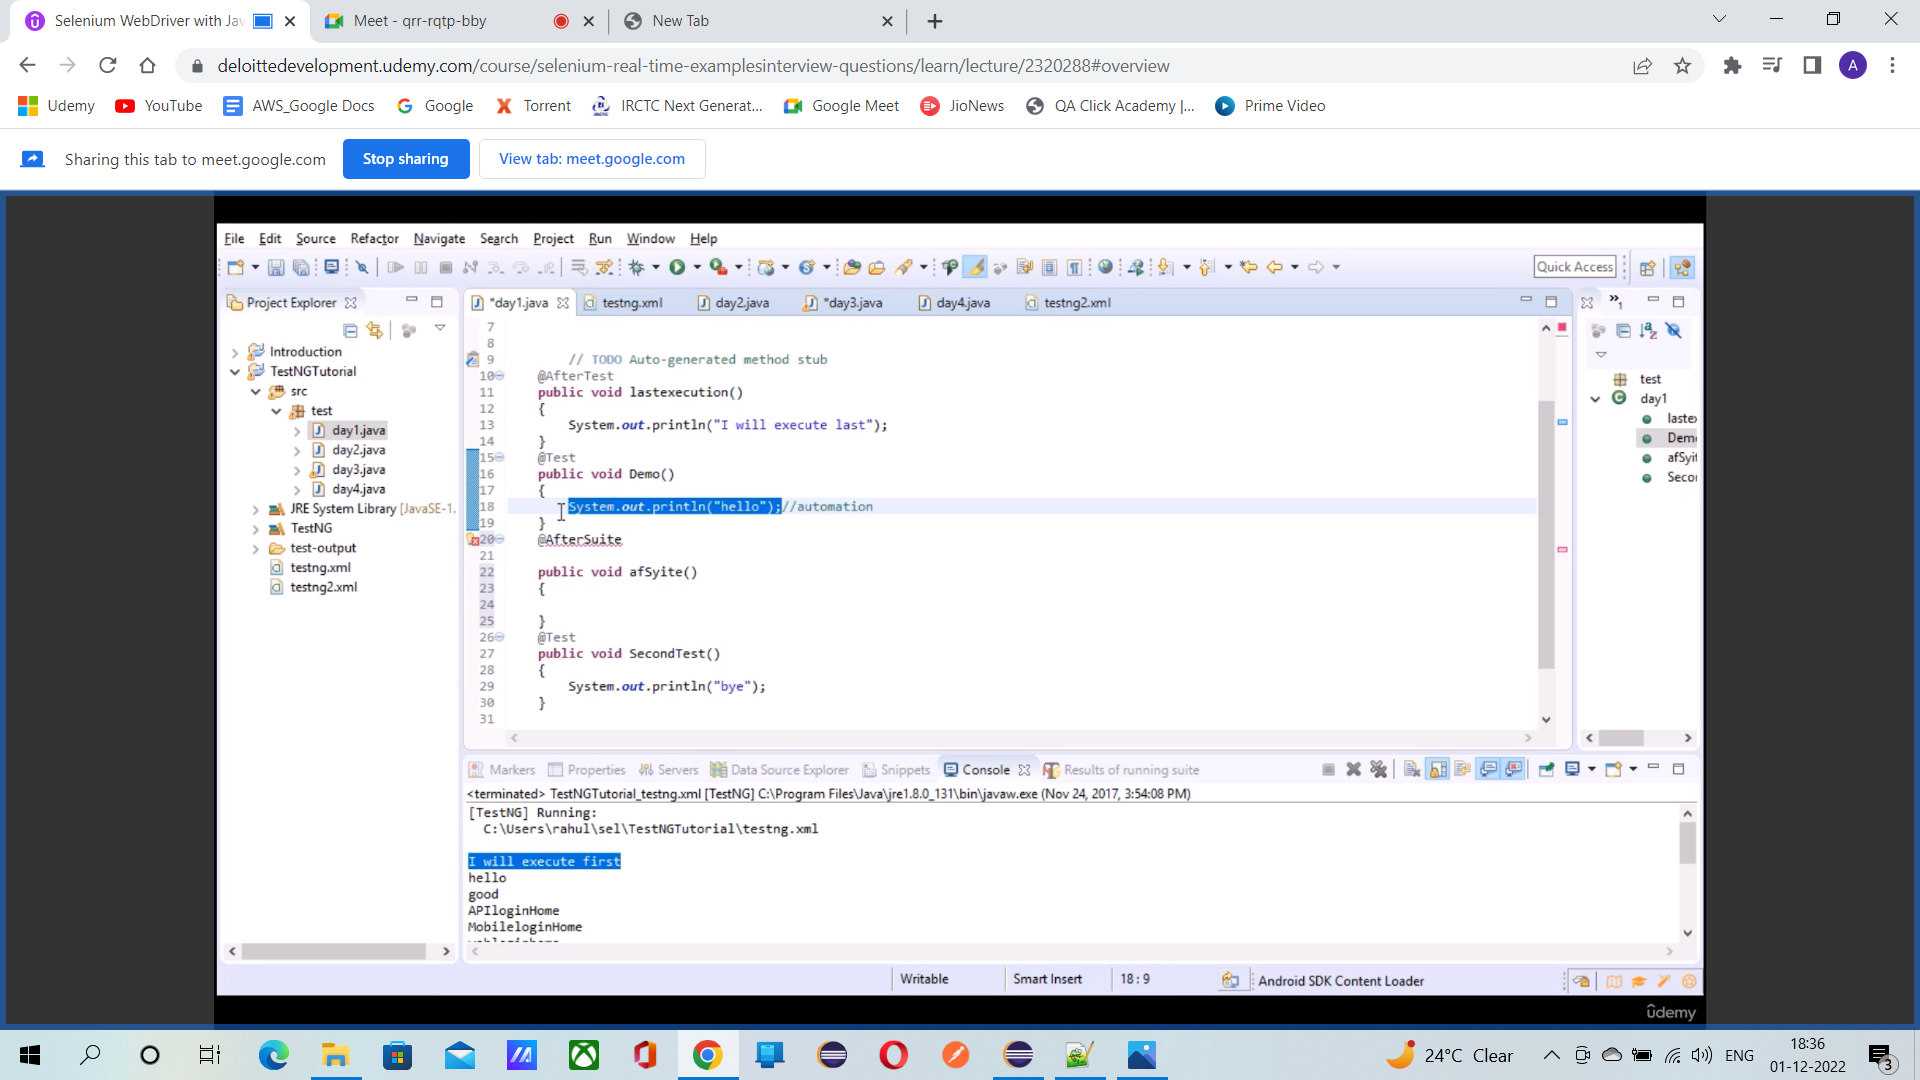 Selenium WebDriver with Jav
Meet - qrr-rqtp-bby
New Tab
deloittedevelopment.udemy.com/course/selenium-real-time-examplesinterview-questions/learn/lecture/2320288#overview
A
Udemy YouTube AWS_Google Docs Google Torrent IRCTC Next Generat... Google Meet JioNews QA Click Academy |... Prime Video
Sharing this tab to meet.google.com Stop sharing View tab: meet.google.com
File Edit Source Refactor Navigate Search Project Run Window Help
Quick Access
Project Explorer
*day1.java testng.xml day2.java *day3.java day4.java testng2.xml
Introduction
TestNGTutorial
src
test
day1.java
day2.java
day3.java
day4.java
JRE System Library [JavaSE-1.
TestNG
test-output
testng.xml
testng2.xml
7
8
9 // TODO Auto-generated method stub
10 @AfterTest
11 public void lastexecution()
12 {
13 System.out.println("I will execute last");
14 }
15 @Test
16 public void Demo()
17 {
18 System.out.println("hello");//automation
19 }
20 @AfterSuite
21
22 public void afSyite()
23 {
24
25 }
26 @Test
27 public void SecondTest()
28 {
29 System.out.println("bye");
30 }
31
test
day1
lastex
Demo
afSyit
Seco
Markers Properties Servers Data Source Explorer Snippets Console Results of running suite
<terminated> TestNGTutorial_testng.xml [TestNG] C:\Program Files\Java\jre1.8.0_131\bin\javaw.exe (Nov 24, 2017, 3:54:08 PM)
[TestNG] Running:
C:\Users\rahul\sel\TestNGTutorial\testng.xml
I will execute first
hello
good
APIloginHome
MobileloginHome
Writable Smart Insert 18 : 9 Android SDK Content Loader
ûdemy
24°C Clear
ENG
18:36
01-12-2022
3